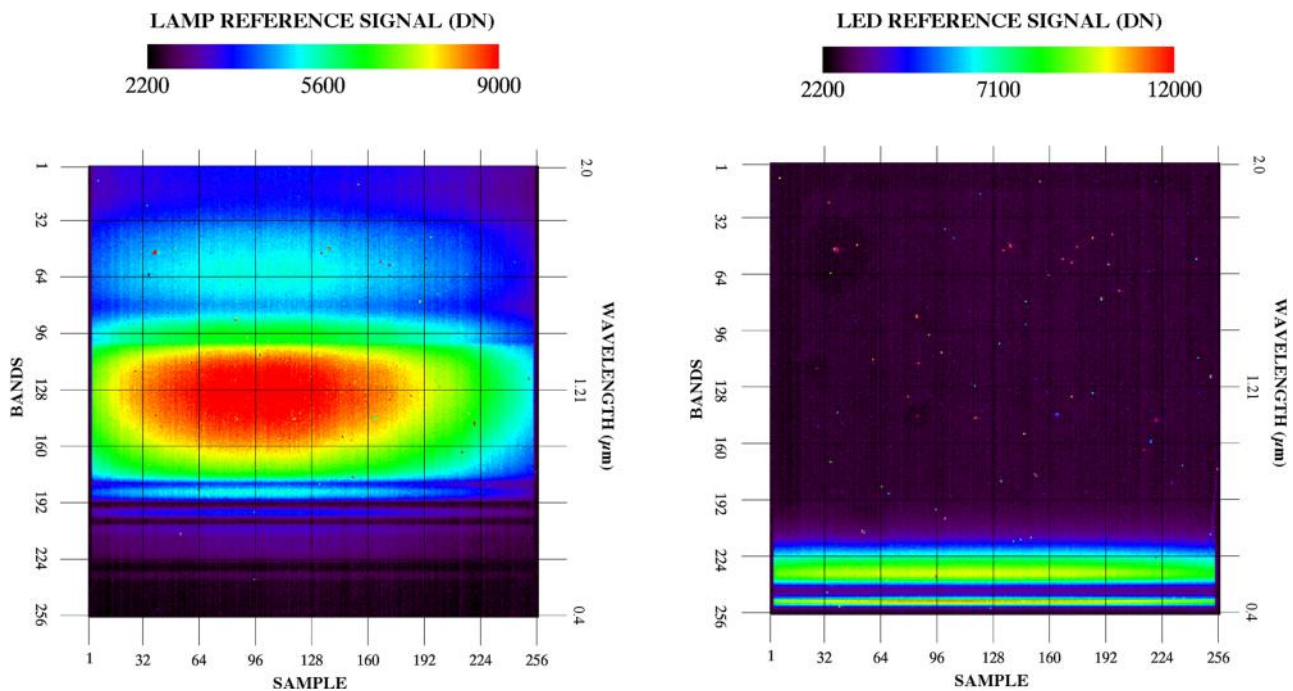 LAMP REFERENCE SIGNAL (DN)
2200 5600 9000
BANDS
1
32
64
96
128
160
192
224
256
2.0
1.21
0.4
WAVELENGTH (µm)
1 32 64 96 128 160 192 224 256
SAMPLE
LED REFERENCE SIGNAL (DN)
2200 7100 12000
BANDS
1
32
64
96
128
160
192
224
256
2.0
1.21
0.4
WAVELENGTH (µm)
1 32 64 96 128 160 192 224 256
SAMPLE